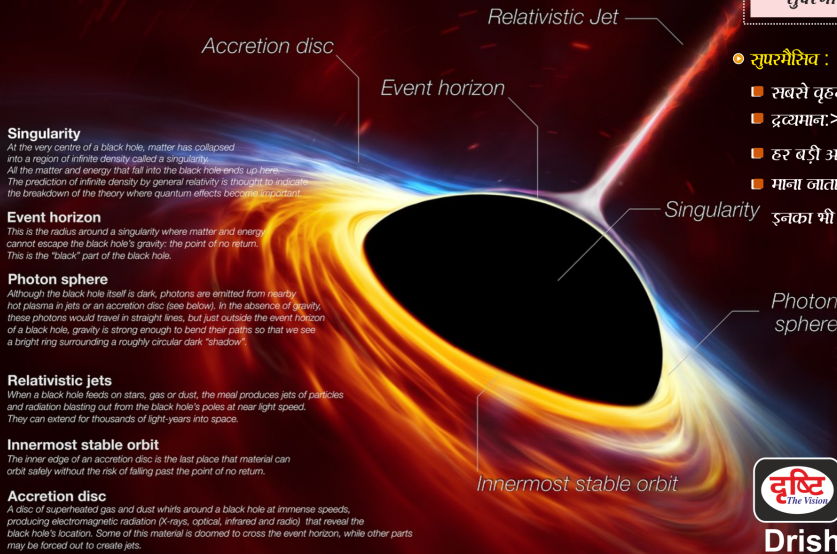 Relativistic Jet
Accretion disc
Event horizon
सुपरमैसिव :
सबसे
द्रव्यमान:>
हर बड़ी
माना जाता
इनका भी
Singularity
At the very centre of a black hole, matter has collapsed
into a region of infinite density called a singularity.
All the matter and energy that fall into the black hole ends up here.
The prediction of infinite density by general relativity is thought to indicate
the breakdown of the theory where quantum effects become important.
Event horizon
This is the radius around a singularity where matter and energy
cannot escape the black hole's gravity: the point of no return.
This is the "black" part of the black hole.
Photon sphere
Although the black hole itself is dark, photons are emitted from nearby
hot plasma in jets or an accretion disc (see below). In the absence of gravity,
these photons would travel in straight lines, but just outside the event horizon
of a black hole, gravity is strong enough to bend their paths so that we see
a bright ring surrounding a roughly circular dark "shadow".
Relativistic jets
When a black hole feeds on stars, gas or dust, the meal produces jets of particles
and radiation blasting out from the black hole's poles at near light speed.
They can extend for thousands of light-years into space.
Innermost stable orbit
The inner edge of an accretion disc is the last place that material can
orbit safely without the risk of falling past the point of no return.
Accretion disc
A disc of superheated gas and dust whirls around a black hole at immense speeds,
producing electromagnetic radiation (X-rays, optical, infrared and radio) that reveal the
black hole's location. Some of this material is doomed to cross the event horizon, while other parts
may be forced out to create jets.
Singularity
Photon
sphere
Innermost stable orbit
दृष्टि
The Vision
Drish